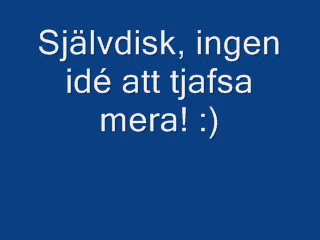 Självdisk, ingen
idé att tjafsa
mera! :)